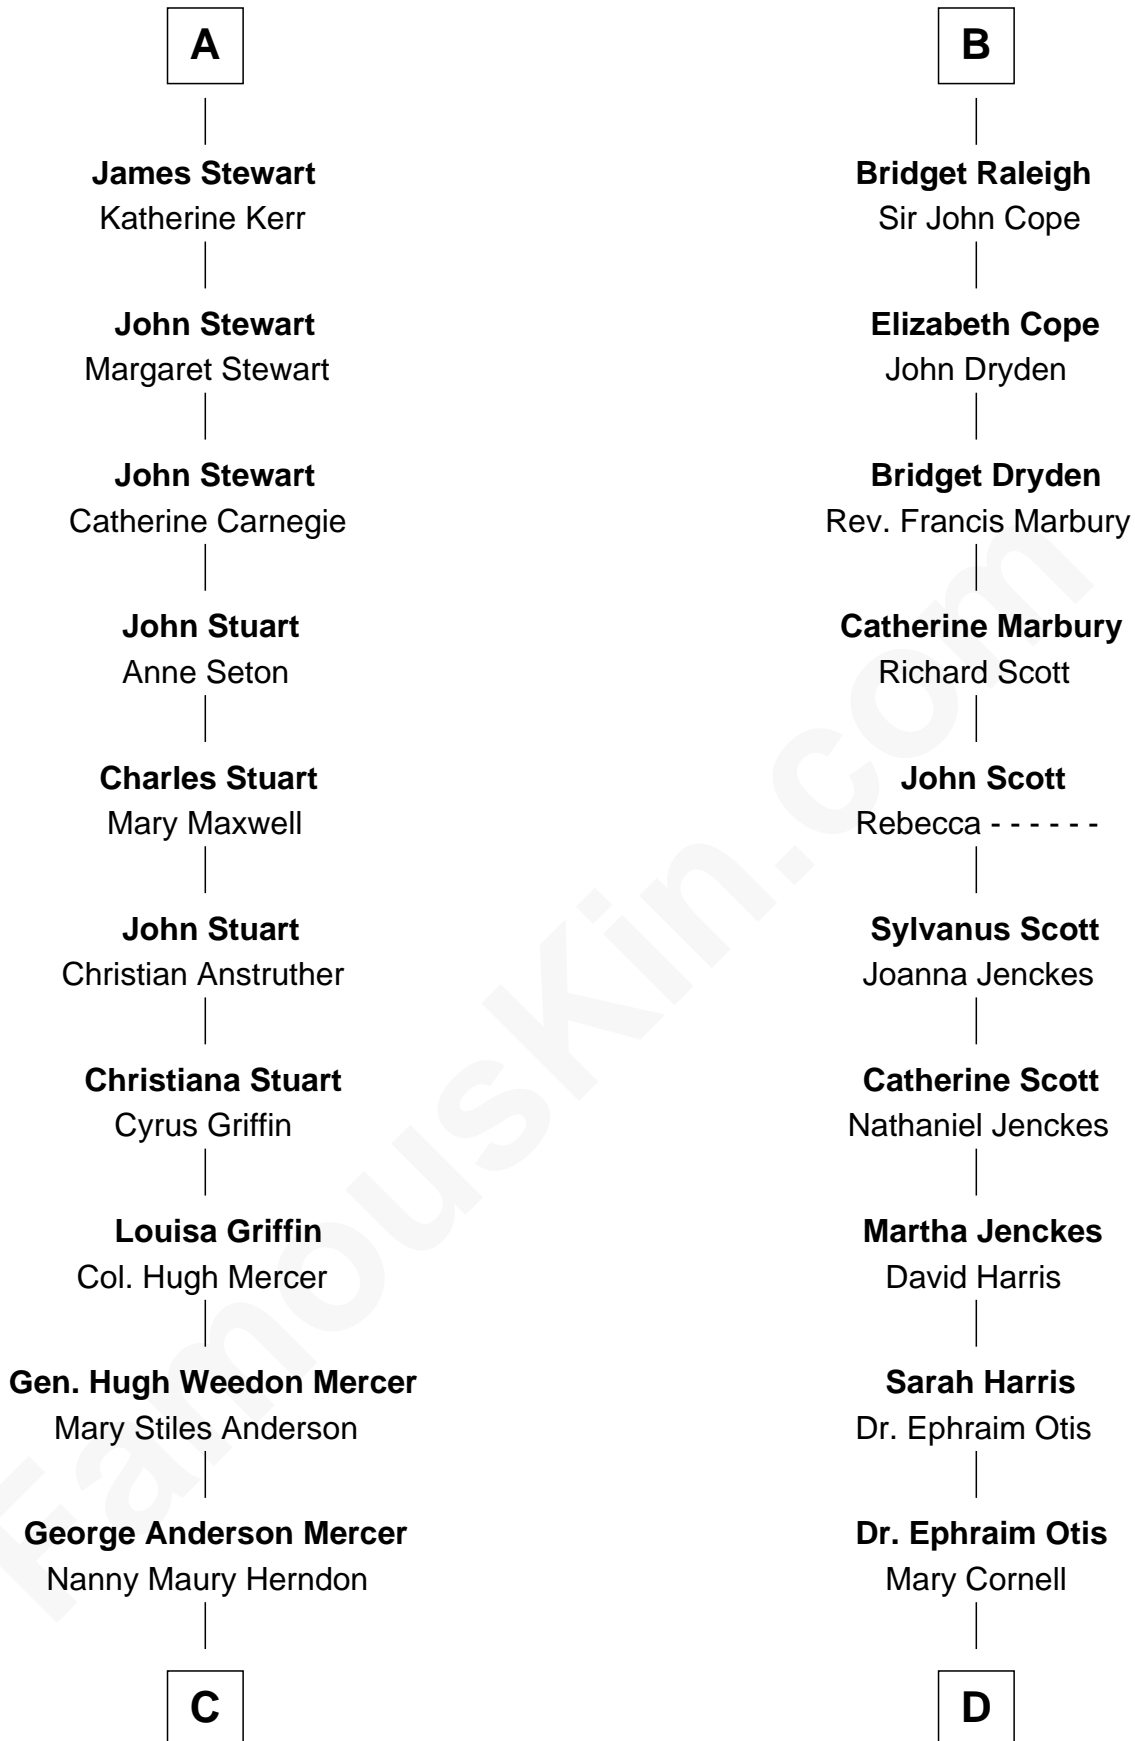 A
James Stewart
Katherine Kerr
John Stewart
Margaret Stewart
John Stewart
Catherine Carnegie
John Stuart
Anne Seton
Charles Stuart
Mary Maxwell
John Stuart
Christian Anstruther
Christiana Stuart
Cyrus Griffin
Louisa Griffin
Col. Hugh Mercer
Gen. Hugh Weedon Mercer
Mary Stiles Anderson
George Anderson Mercer
Nanny Maury Herndon
C
B
Bridget Raleigh
Sir John Cope
Elizabeth Cope
John Dryden
Bridget Dryden
Rev. Francis Marbury
Catherine Marbury
Richard Scott
John Scott
Rebecca - - - - - -
Sylvanus Scott
Joanna Jenckes
Catherine Scott
Nathaniel Jenckes
Martha Jenckes
David Harris
Sarah Harris
Dr. Ephraim Otis
Dr. Ephraim Otis
Mary Cornell
D
FamousKin.com